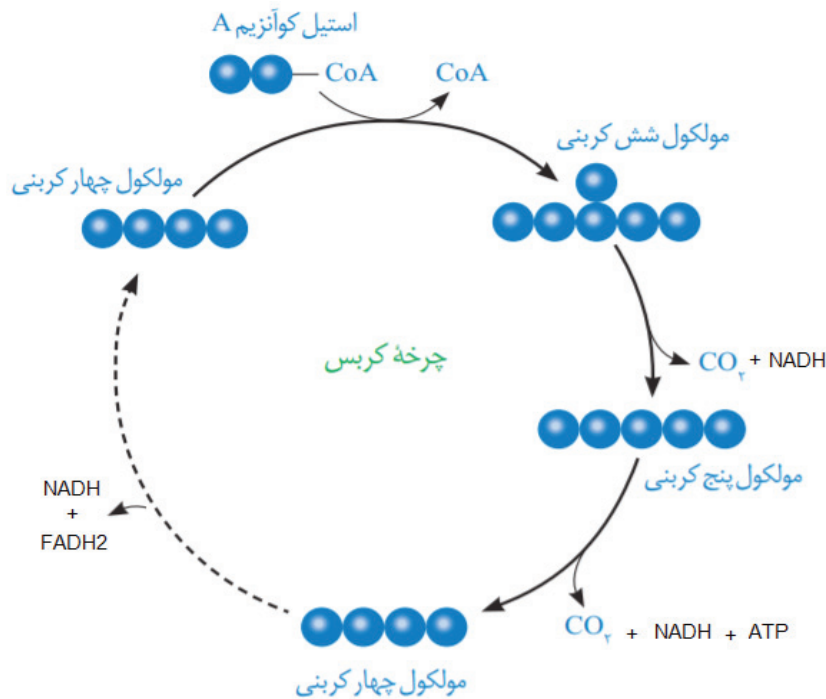 استیل کوآنزیم A
CoA
CoA
مولکول شش کربنی
مولکول چهار کربنی
چرخهٔ کربس
CO۲ + NADH
مولکول پنج کربنی
NADH
+
FADH2
CO۲ + NADH + ATP
مولکول چهار کربنی